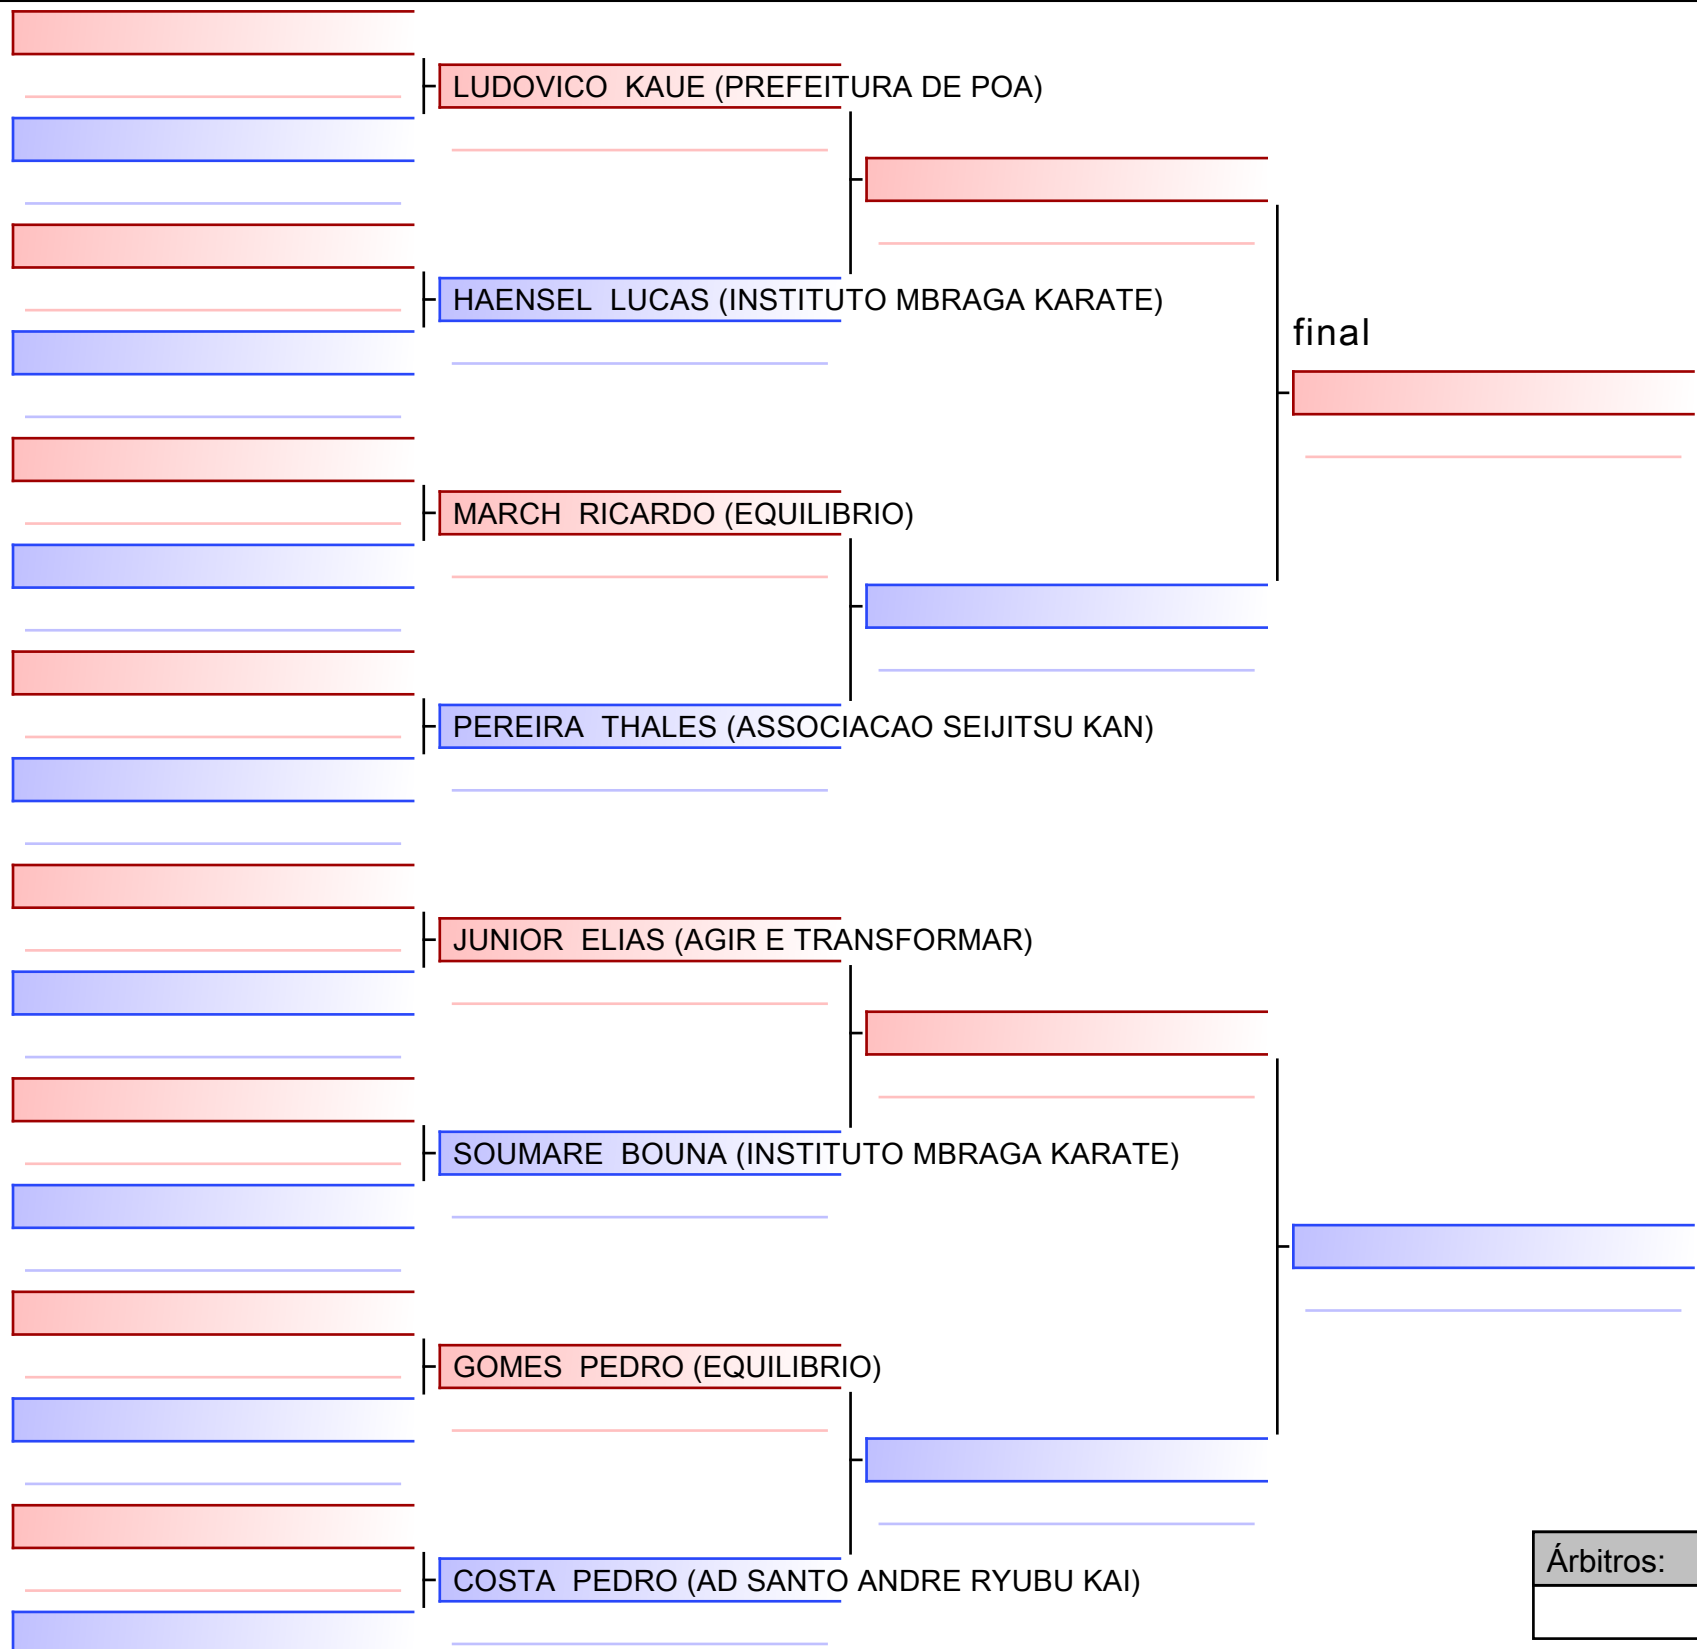 LUDOVICO  KAUE (PREFEITURA DE POA)
HAENSEL  LUCAS (INSTITUTO MBRAGA KARATE)
final
MARCH  RICARDO (EQUILIBRIO)
PEREIRA  THALES (ASSOCIACAO SEIJITSU KAN)
JUNIOR  ELIAS (AGIR E TRANSFORMAR)
SOUMARE  BOUNA (INSTITUTO MBRAGA KARATE)
GOMES  PEDRO (EQUILIBRIO)
COSTA  PEDRO (AD SANTO ANDRE RYUBU KAI)
Árbitros: